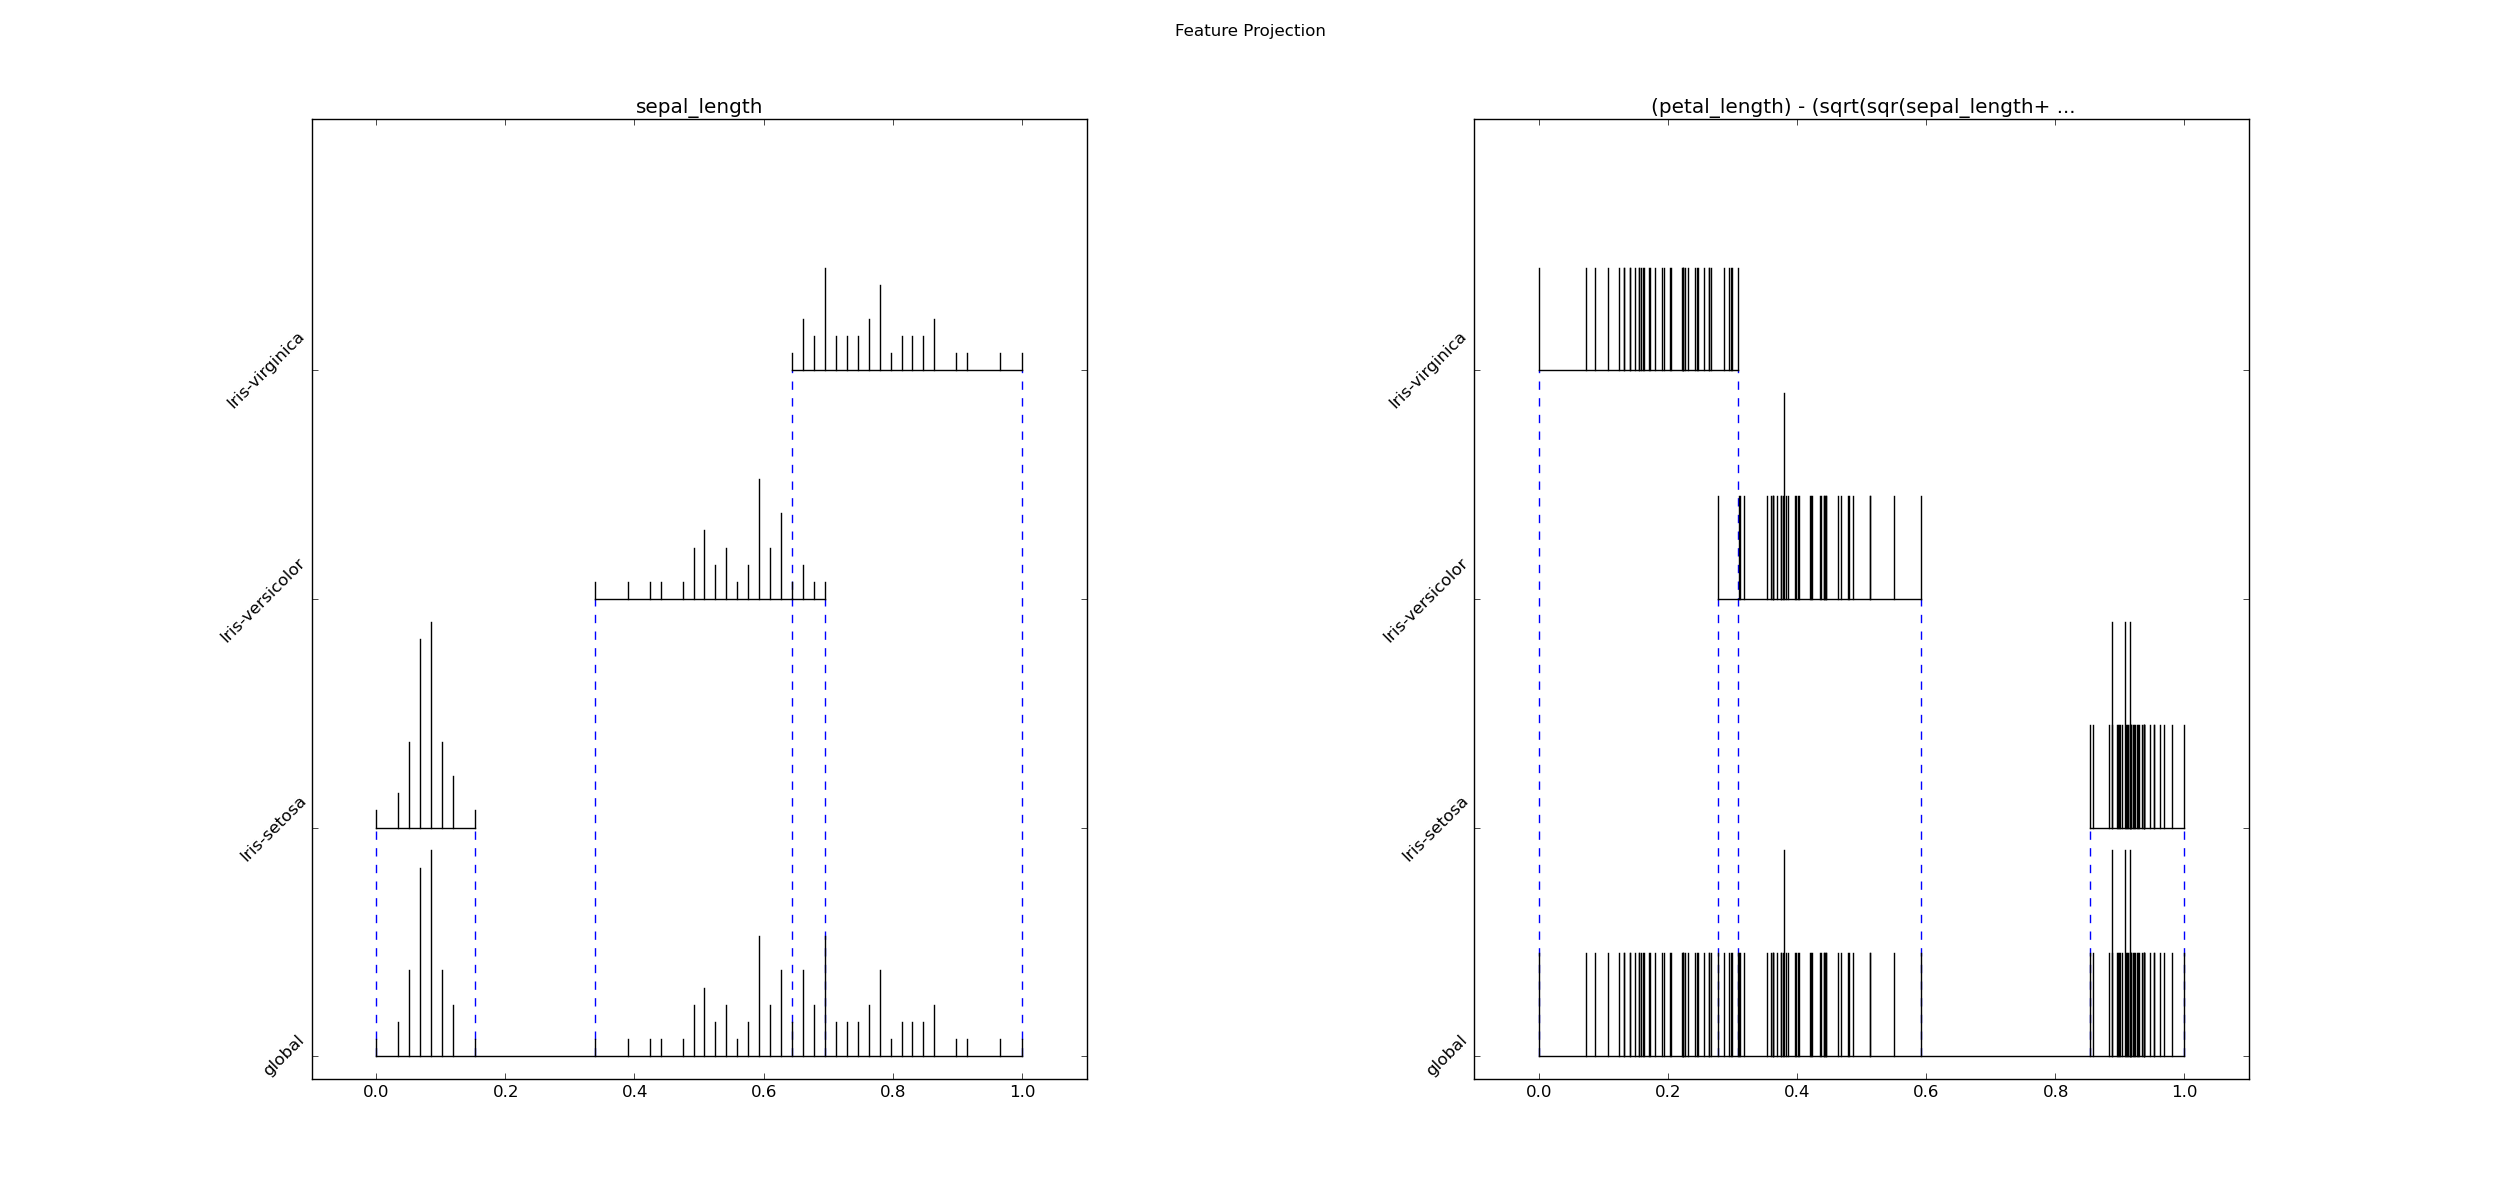 Feature Projection
sepal_length
Iris-virginica
Iris-versicolor
Iris-setosa
global
0.0 0.2 0.4 0.6 0.8 1.0
(petal_length) - (sqrt(sqr(sepal_length+ ...
Iris-virginica
Iris-versicolor
Iris-setosa
global
0.0 0.2 0.4 0.6 0.8 1.0